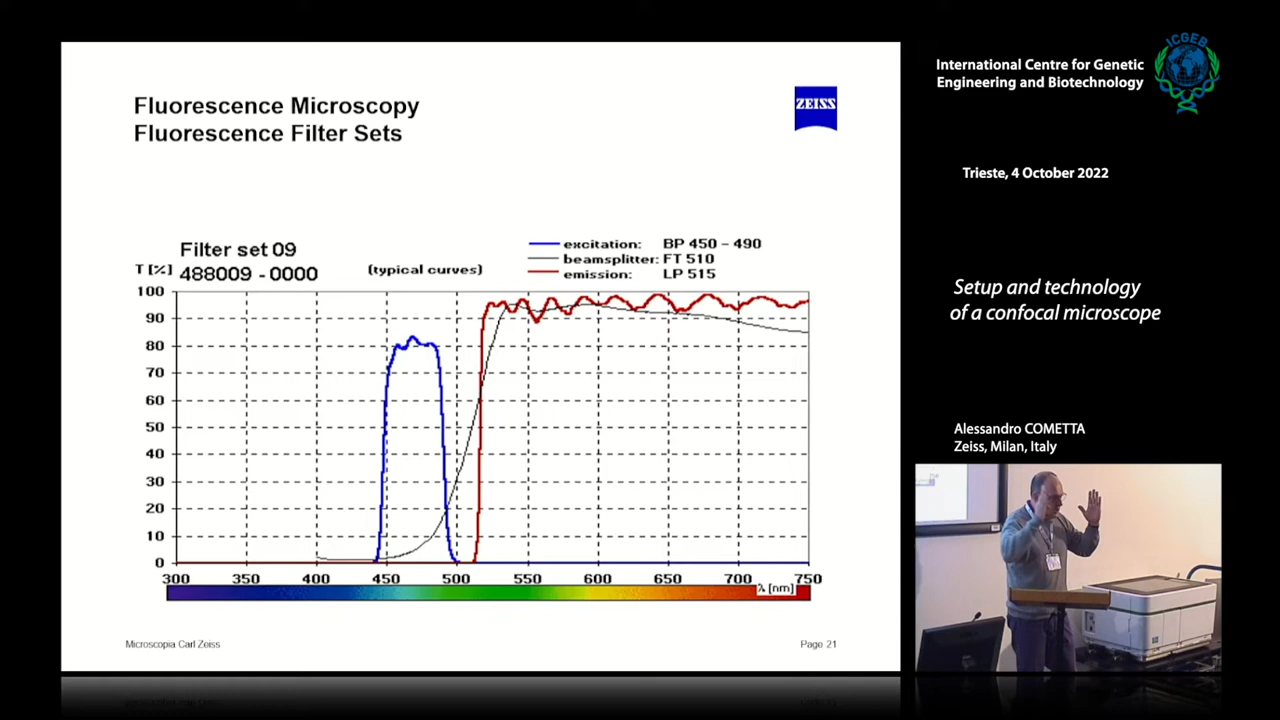 Fluorescence Microscopy
Fluorescence Filter Sets
ZEISS
Filter set 09
488009 - 0000
(typical curves)
excitation: BP 450 - 490
beamsplitter: FT 510
emission: LP 515
T [%]
100
90
80
70
60
50
40
30
20
10
0
300 350 400 450 500 550 600 650 700 750
λ [nm]
Microscopia Carl Zeiss
Page 21
International Centre for Genetic
Engineering and Biotechnology
ICGEB
Trieste, 4 October 2022
Setup and technology
of a confocal microscope
Alessandro COMETTA
Zeiss, Milan, Italy